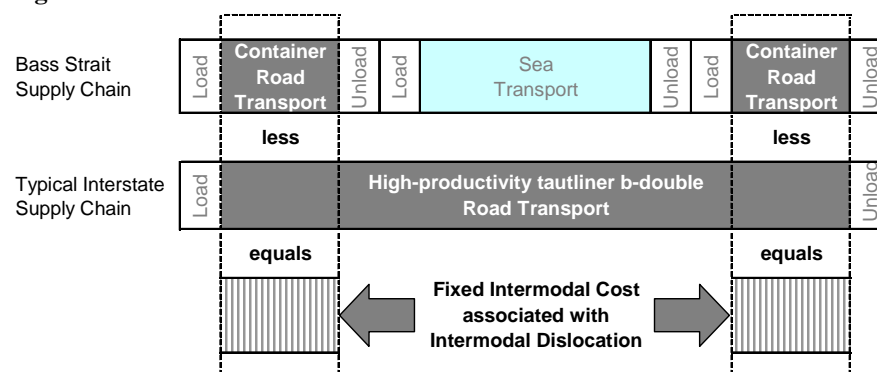 Bass Strait
Supply Chain
Load
Container
Road
Transport
Unload
Load
Sea
Transport
Unload
Load
Container
Road
Transport
Unload
less
less
Typical Interstate
Supply Chain
Load
High-productivity tautliner b-double
Road Transport
Unload
equals
equals
Fixed Intermodal Cost
associated with
Intermodal Dislocation